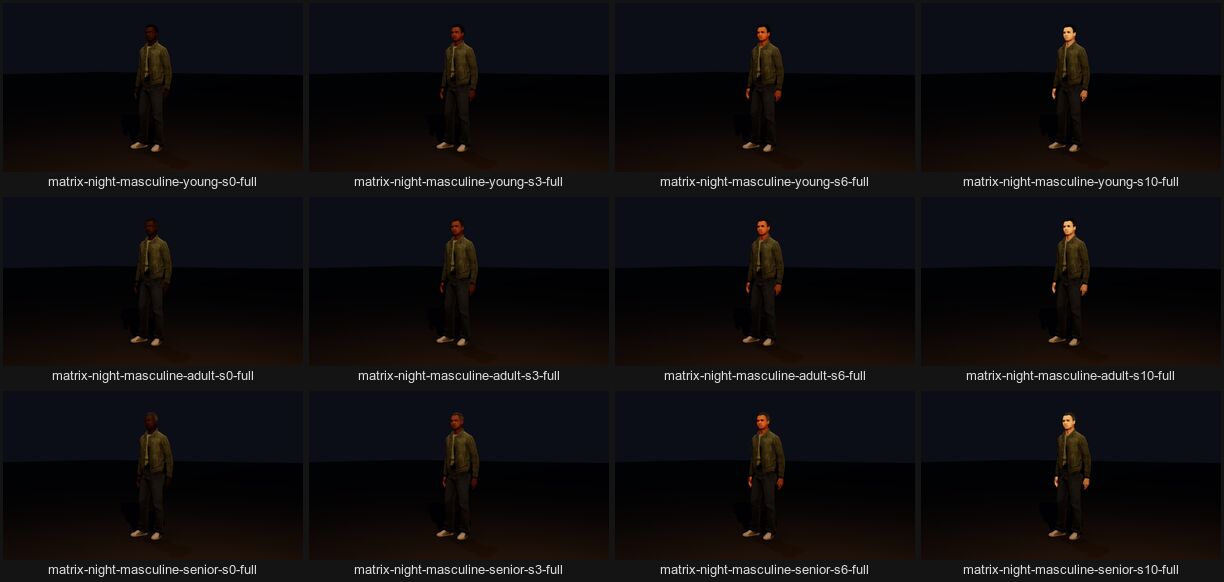 matrix-night-masculine-young-s0-full
matrix-night-masculine-young-s3-full
matrix-night-masculine-young-s6-full
matrix-night-masculine-young-s10-full
matrix-night-masculine-adult-s0-full
matrix-night-masculine-adult-s3-full
matrix-night-masculine-adult-s6-full
matrix-night-masculine-adult-s10-full
matrix-night-masculine-senior-s0-full
matrix-night-masculine-senior-s3-full
matrix-night-masculine-senior-s6-full
matrix-night-masculine-senior-s10-full